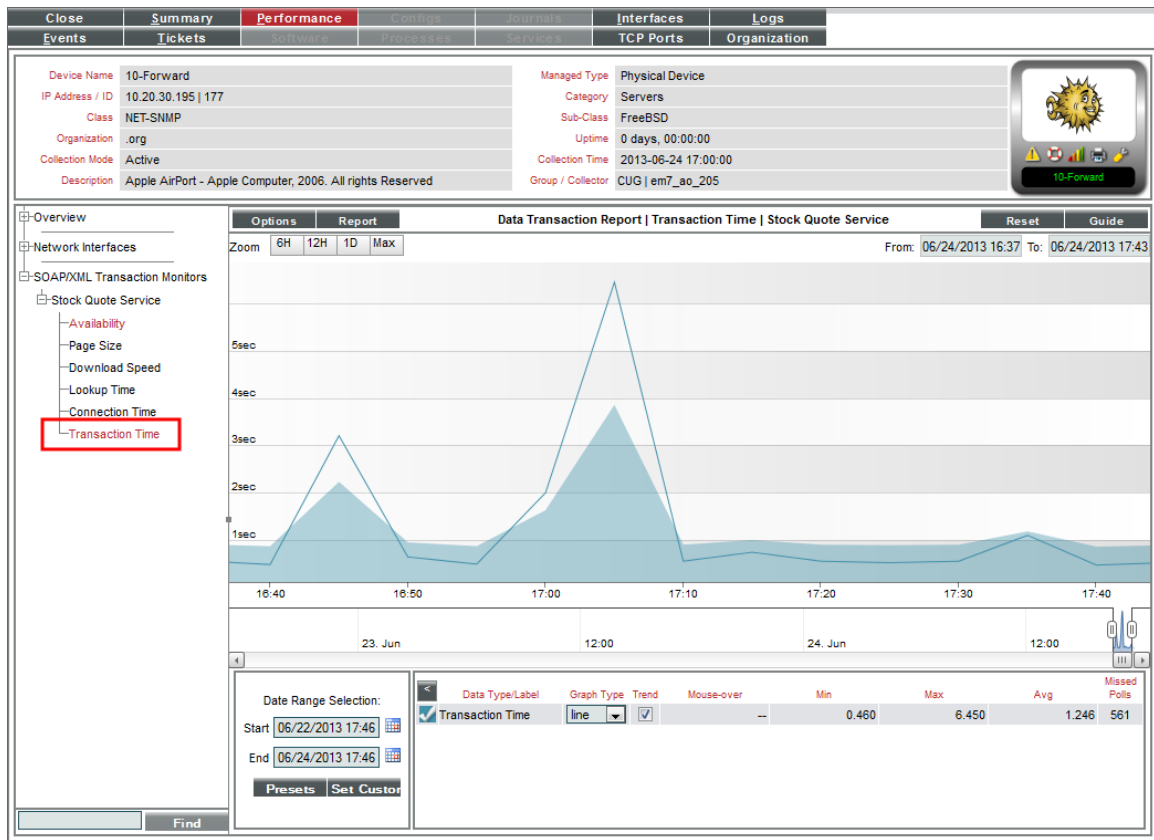 Close Summary Performance Configs Journals Interfaces Logs
Events Tickets Software Processes Services TCP Ports Organization
Device Name 10-Forward Managed Type Physical Device
IP Address / ID 10.20.30.195 | 177 Category Servers
Class NET-SNMP Sub-Class FreeBSD
Organization .org Uptime 0 days, 00:00:00
Collection Mode Active Collection Time 2013-06-24 17:00:00
Description Apple AirPort - Apple Computer, 2006. All rights Reserved Group / Collector CUG | em7_ao_205
10-Forward
Overview
Network Interfaces
SOAP/XML Transaction Monitors
Stock Quote Service
Availability
Page Size
Download Speed
Lookup Time
Connection Time
Transaction Time
Find
Options Report Data Transaction Report | Transaction Time | Stock Quote Service Reset Guide
Zoom 6H 12H 1D Max From: 06/24/2013 16:37 To: 06/24/2013 17:43
5sec
4sec
3sec
2sec
1sec
16:40 16:50 17:00 17:10 17:20 17:30 17:40
23. Jun 12:00 24. Jun 12:00
Date Range Selection:
Start 06/22/2013 17:46
End 06/24/2013 17:46
Presets Set Custor
< Data Type/Label Graph Type Trend Mouse-over Min Max Avg Missed Polls
Transaction Time line -- 0.460 6.450 1.246 561